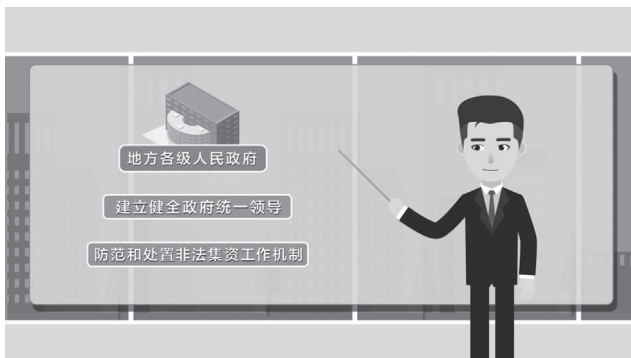 地方各级人民政府
建立健全政府统一领导
防范和处置非法集资工作机制